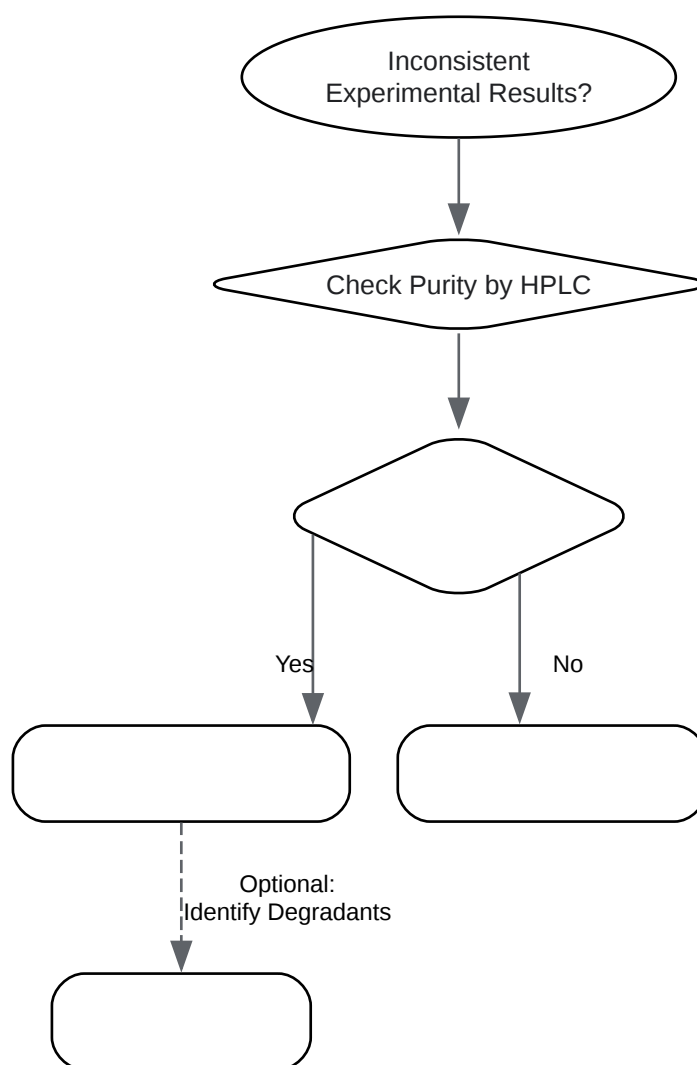 Inconsistent
Experimental Results?
Check Purity by HPLC
Yes
No
Optional:
Identify Degradants